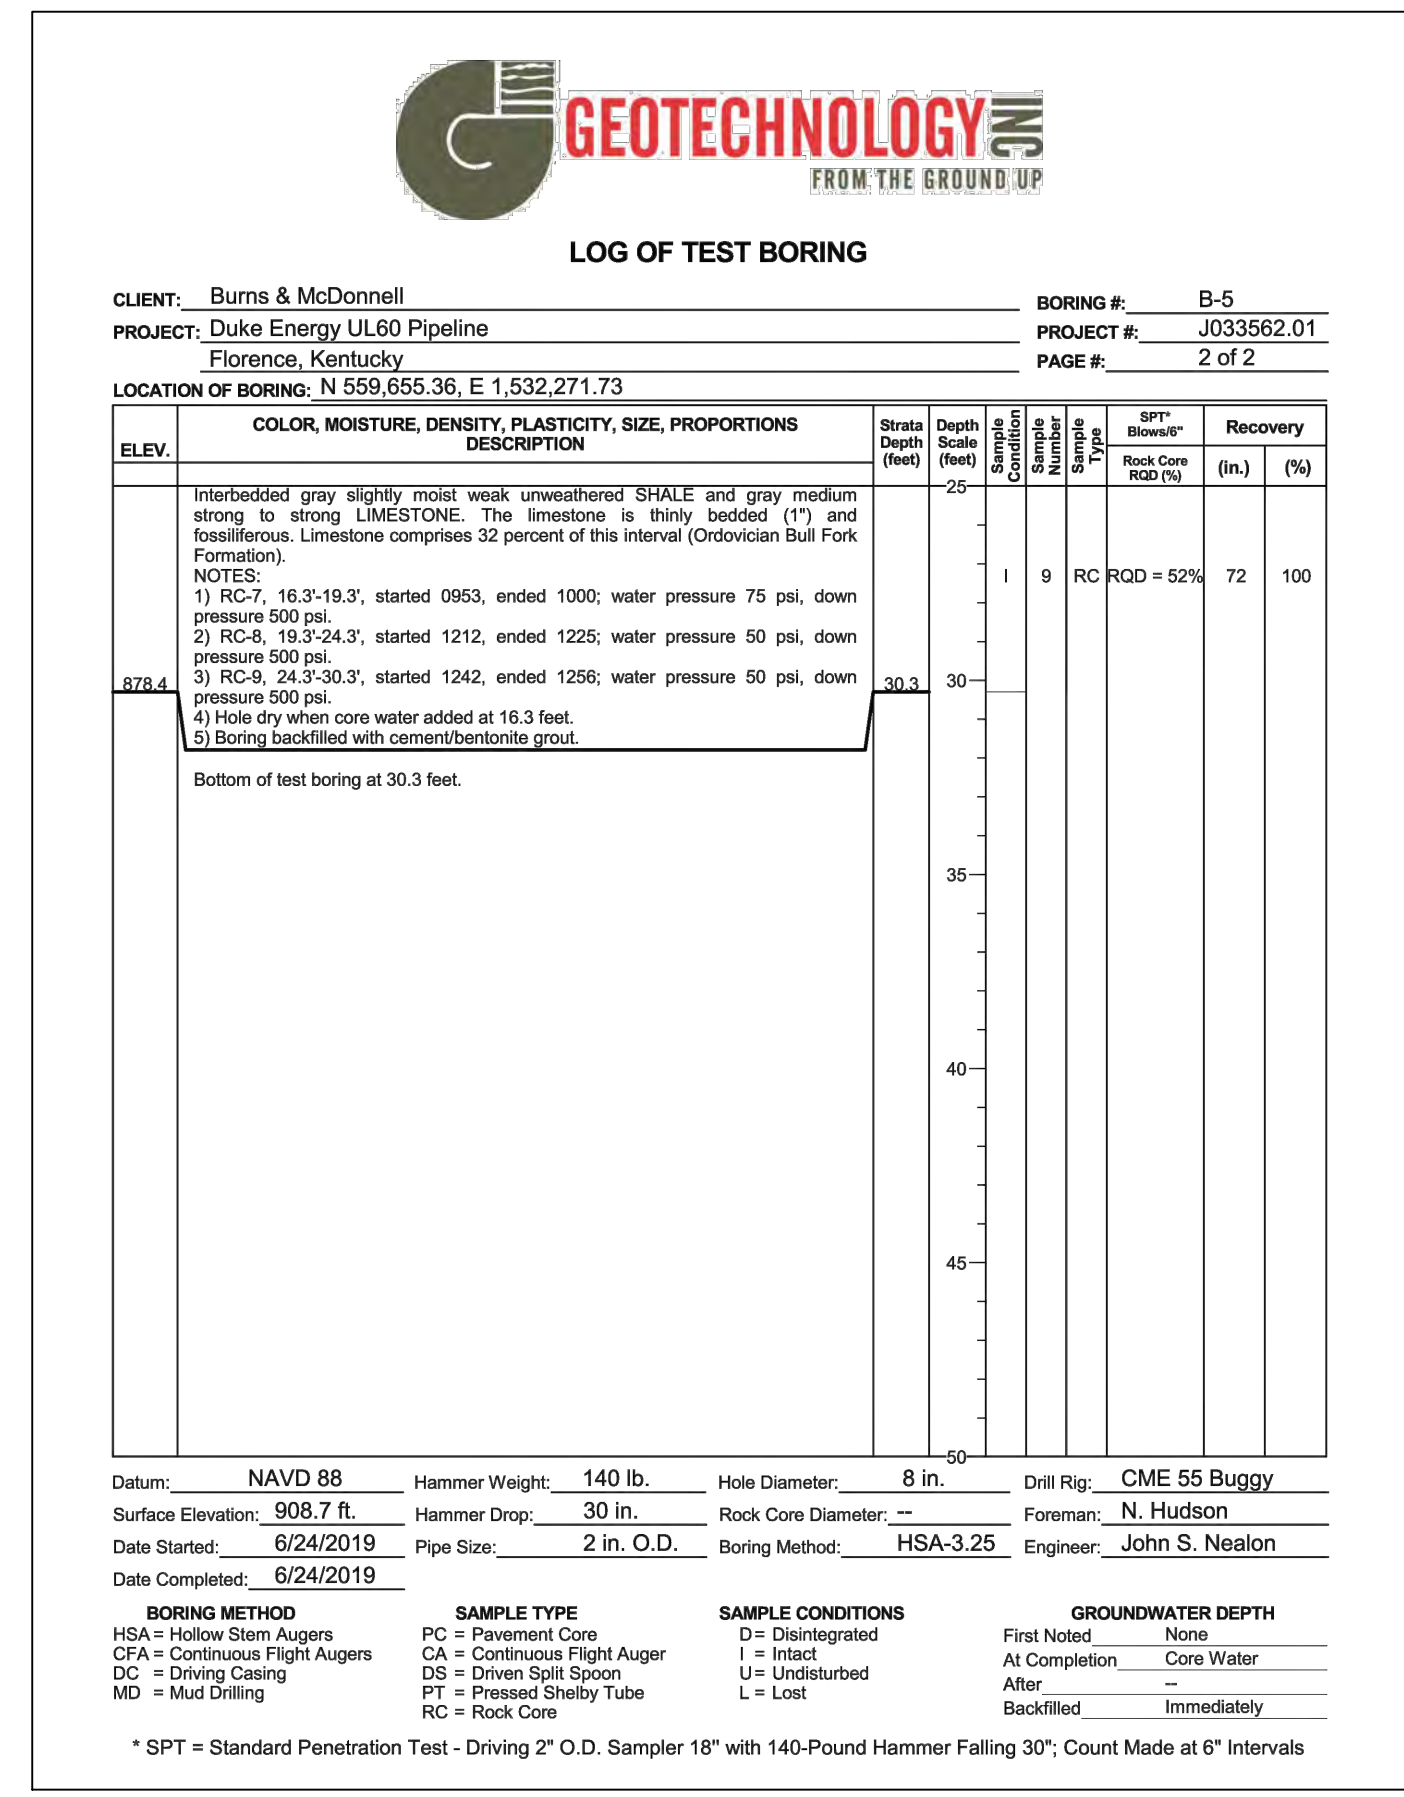 GEOTECHNOLOGY INC
FROM THE GROUND UP
LOG OF TEST BORING
CLIENT: Burns & McDonnell
BORING #: B-5
PROJECT: Duke Energy UL60 Pipeline
PROJECT #: J033562.01
Florence, Kentucky
PAGE #: 2 of 2
LOCATION OF BORING: N 559,655.36, E 1,532,271.73
ELEV.
COLOR, MOISTURE, DENSITY, PLASTICITY, SIZE, PROPORTIONS
DESCRIPTION
Strata
Depth
(feet)
Depth
Scale
(feet)
Sample
Condition
Sample
Number
Sample
Type
SPT*
Blows/6"
Rock Core
RQD (%)
Recovery
(in.)
(%)
25
Interbedded gray slightly moist weak unweathered SHALE and gray medium
strong to strong LIMESTONE. The limestone is thinly bedded (1") and
fossiliferous. Limestone comprises 32 percent of this interval (Ordovician Bull Fork
Formation).
NOTES:
I 9 RC RQD = 52% 72 100
1) RC-7, 16.3'-19.3', started 0953, ended 1000; water pressure 75 psi, down
pressure 500 psi.
2) RC-8, 19.3'-24.3', started 1212, ended 1225; water pressure 50 psi, down
pressure 500 psi.
3) RC-9, 24.3'-30.3', started 1242, ended 1256; water pressure 50 psi, down
878.4
30.3
30
pressure 500 psi.
4) Hole dry when core water added at 16.3 feet.
5) Boring backfilled with cement/bentonite grout.
Bottom of test boring at 30.3 feet.
35
40
45
50
Datum: NAVD 88
Hammer Weight: 140 lb.
Hole Diameter: 8 in.
Drill Rig: CME 55 Buggy
Surface Elevation: 908.7 ft.
Hammer Drop: 30 in.
Rock Core Diameter: --
Foreman: N. Hudson
Date Started: 6/24/2019
Pipe Size: 2 in. O.D.
Boring Method: HSA-3.25
Engineer: John S. Nealon
Date Completed: 6/24/2019
BORING METHOD
HSA = Hollow Stem Augers
CFA = Continuous Flight Augers
DC = Driving Casing
MD = Mud Drilling
SAMPLE TYPE
PC = Pavement Core
CA = Continuous Flight Auger
DS = Driven Split Spoon
PT = Pressed Shelby Tube
RC = Rock Core
SAMPLE CONDITIONS
D = Disintegrated
I = Intact
U = Undisturbed
L = Lost
GROUNDWATER DEPTH
First Noted None
At Completion Core Water
After --
Backfilled Immediately
* SPT = Standard Penetration Test - Driving 2" O.D. Sampler 18" with 140-Pound Hammer Falling 30"; Count Made at 6" Intervals